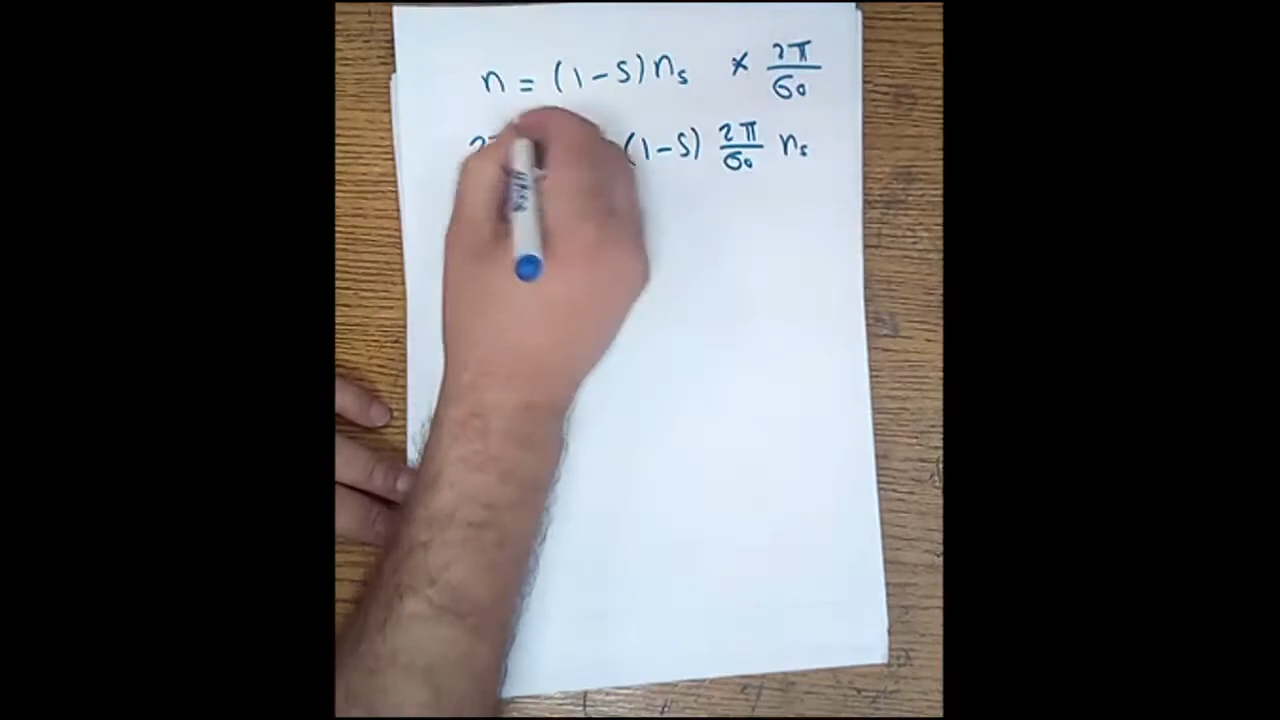 n = (1-S) nₛ × 2π/60
(1-S) 2π/60 nₛ